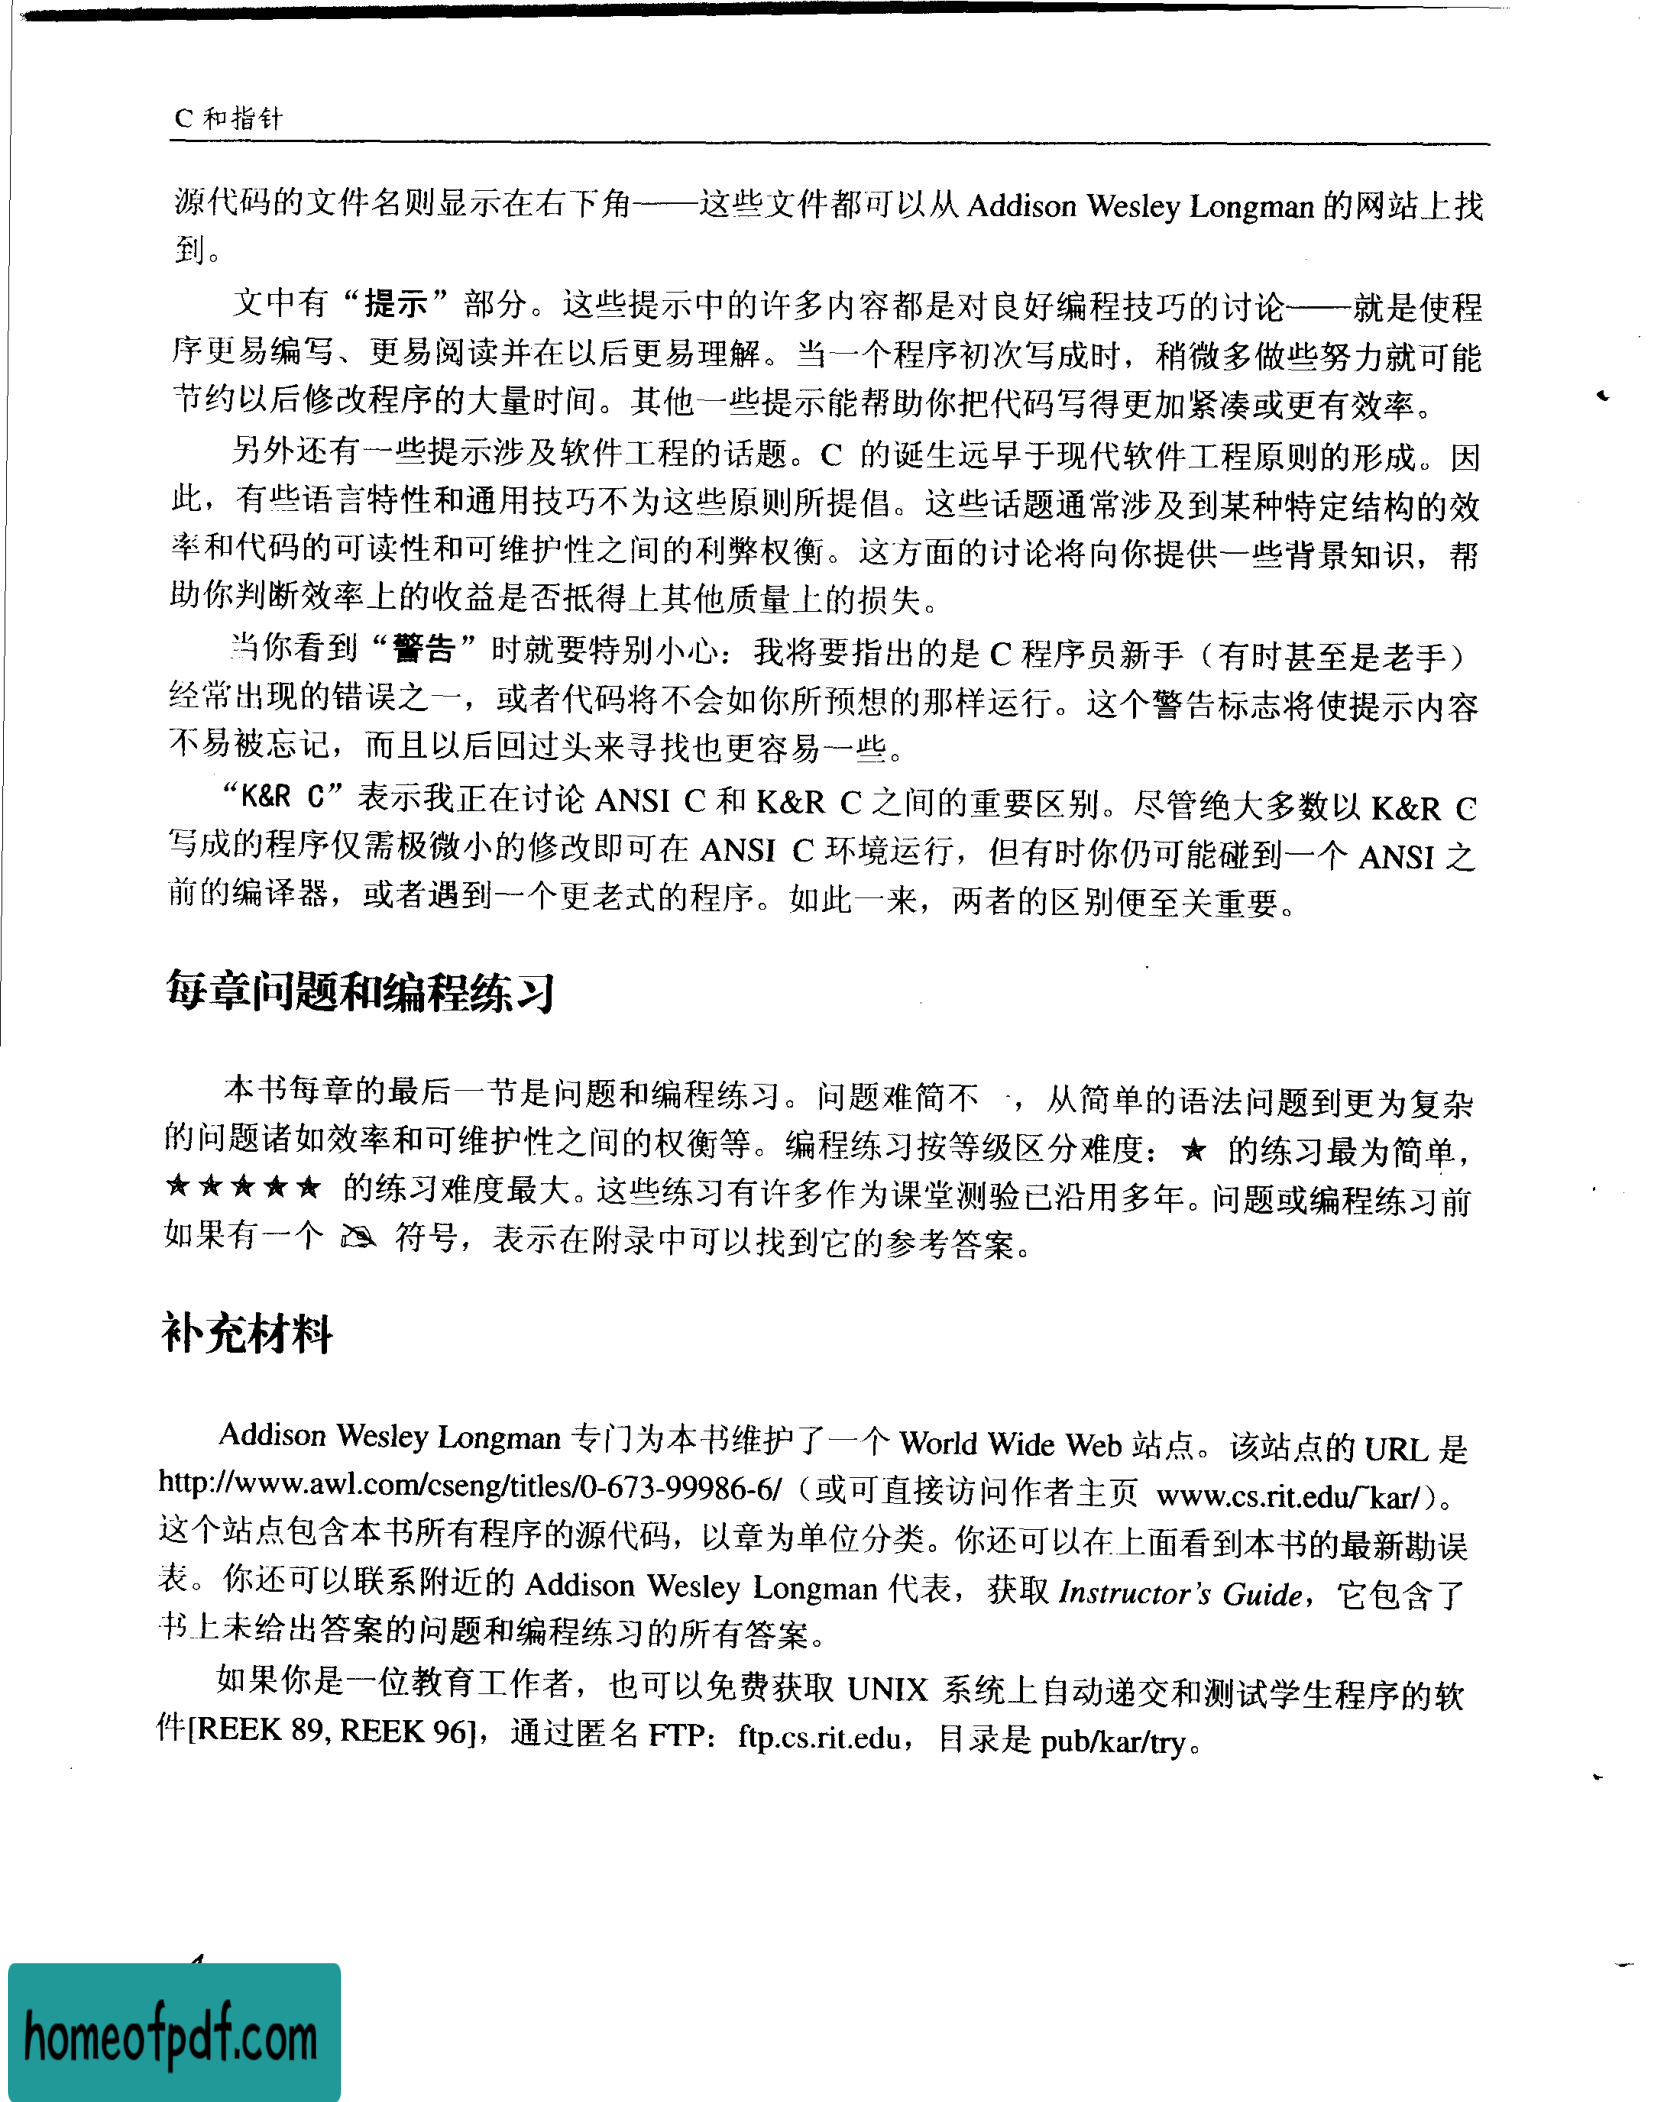 C 和指针
源代码的文件名则显示在右下角——这些文件都可以从 Addison Wesley Longman 的网站上找
到。
文中有“提示”部分。这些提示中的许多内容都是对良好编程技巧的讨论——就是使程
序更易编写、更易阅读并在以后更易理解。当一个程序初次写成时，稍微多做些努力就可能
节约以后修改程序的大量时间。其他一些提示能帮助你把代码写得更加紧凑或更有效率。
另外还有一些提示涉及软件工程的话题。C 的诞生远早于现代软件工程原则的形成。因
此，有些语言特性和通用技巧不为这些原则所提倡。这些话题通常涉及到某种特定结构的效
率和代码的可读性和可维护性之间的利弊权衡。这方面的讨论将向你提供一些背景知识，帮
助你判断效率上的收益是否抵得上其他质量上的损失。
当你看到“警告”时就要特别小心：我将要指出的是 C 程序员新手（有时甚至是老手）
经常出现的错误之一，或者代码将不会如你所预想的那样运行。这个警告标志将使提示内容
不易被忘记，而且以后回过头来寻找也更容易一些。
“K&R C”表示我正在讨论 ANSI C 和 K&R C 之间的重要区别。尽管绝大多数以 K&R C
写成的程序仅需极微小的修改即可在 ANSI C 环境运行，但有时你仍可能碰到一个 ANSI 之
前的编译器，或者遇到一个更老式的程序。如此一来，两者的区别便至关重要。
每章问题和编程练习
本书每章的最后一节是问题和编程练习。问题难简不一，从简单的语法问题到更为复杂
的问题诸如效率和可维护性之间的权衡等。编程练习按等级区分难度：★ 的练习最为简单，
★★★★★ 的练习难度最大。这些练习有许多作为课堂测验已沿用多年。问题或编程练习前
如果有一个 符号，表示在附录中可以找到它的参考答案。
补充材料
Addison Wesley Longman 专门为本书维护了一个 World Wide Web 站点。该站点的 URL 是
http://www.awl.com/cseng/titles/0-673-99986-6/（或可直接访问作者主页 www.cs.rit.edu/~kar/）。
这个站点包含本书所有程序的源代码，以章为单位分类。你还可以在上面看到本书的最新勘误
表。你还可以联系附近的 Addison Wesley Longman 代表，获取 Instructor's Guide，它包含了
书上未给出答案的问题和编程练习的所有答案。
如果你是一位教育工作者，也可以免费获取 UNIX 系统上自动递交和测试学生程序的软
件[REEK 89, REEK 96]，通过匿名 FTP：ftp.cs.rit.edu，目录是 pub/kar/try。
homeofpdf.com